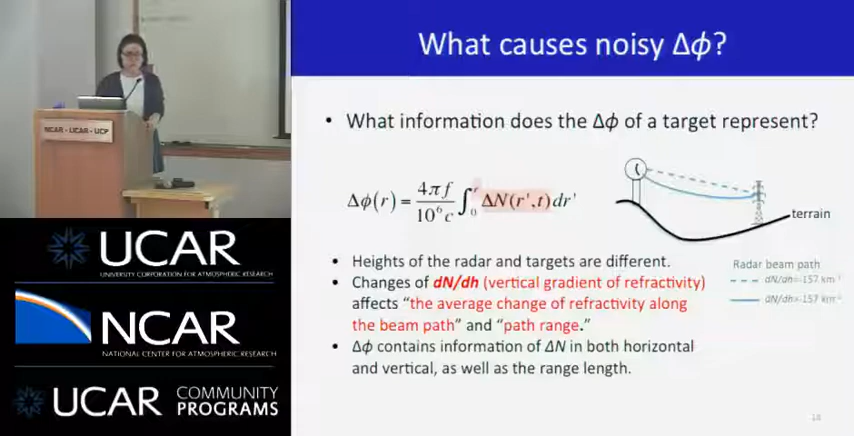 What causes noisy Δϕ?
• What information does the Δϕ of a target represent?
Δϕ(r) = 4πf / 10⁶c ∫₀ʳ ΔN(r',t)dr'
terrain
Radar beam path
dN/dh=-157 km⁻¹
dN/dh<-157 km⁻¹
• Heights of the radar and targets are different.
• Changes of dN/dh (vertical gradient of refractivity)
affects “the average change of refractivity along
the beam path” and “path range.”
• Δϕ contains information of ΔN in both horizontal
and vertical, as well as the range length.
18
NCAR - UCAR - UCP
UCAR
UNIVERSITY CORPORATION FOR ATMOSPHERIC RESEARCH
NCAR
NATIONAL CENTER FOR ATMOSPHERIC RESEARCH
UCAR COMMUNITY
PROGRAMS